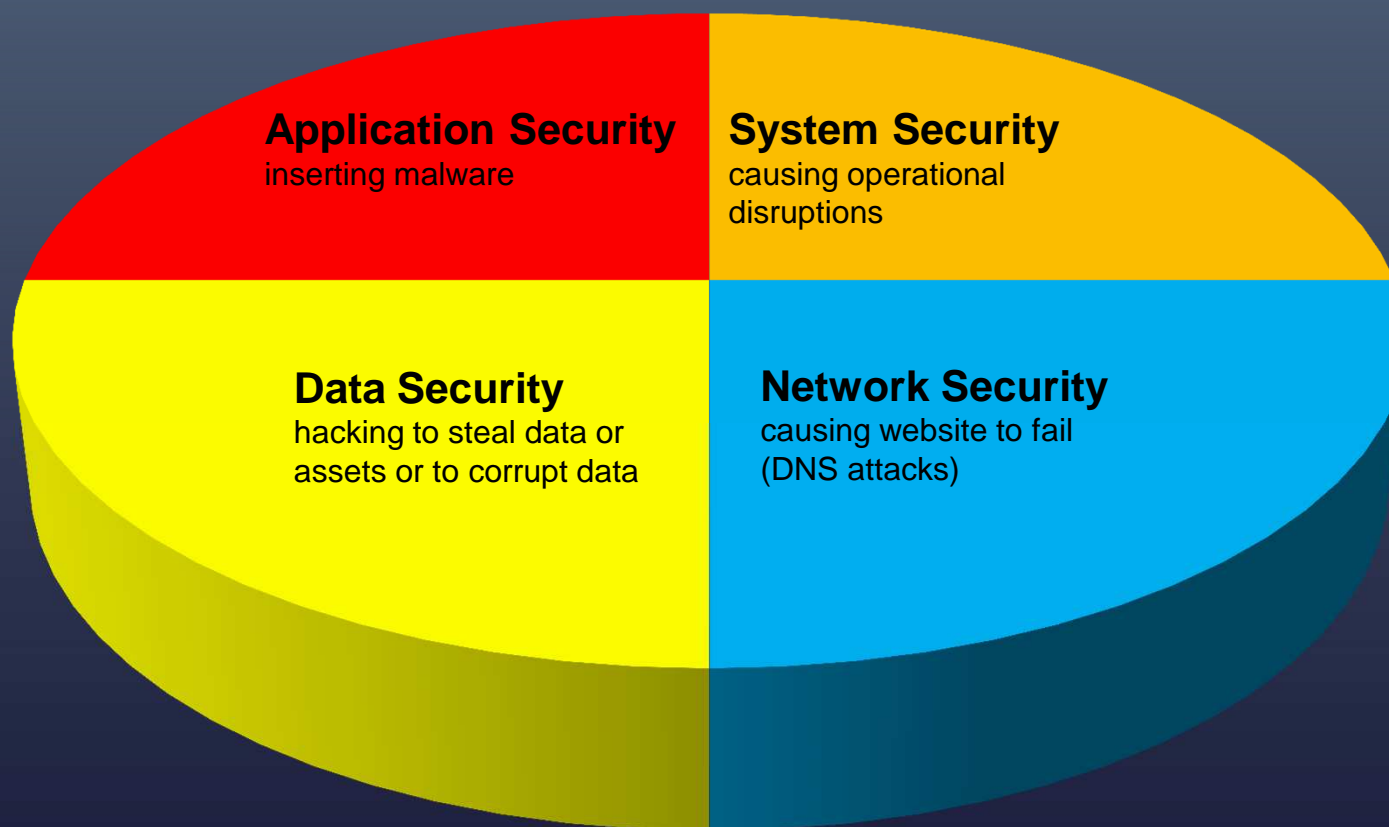 Application Security
inserting malware
System Security
causing operational
disruptions
Data Security
hacking to steal data or
assets or to corrupt data
Network Security
causing website to fail
(DNS attacks)